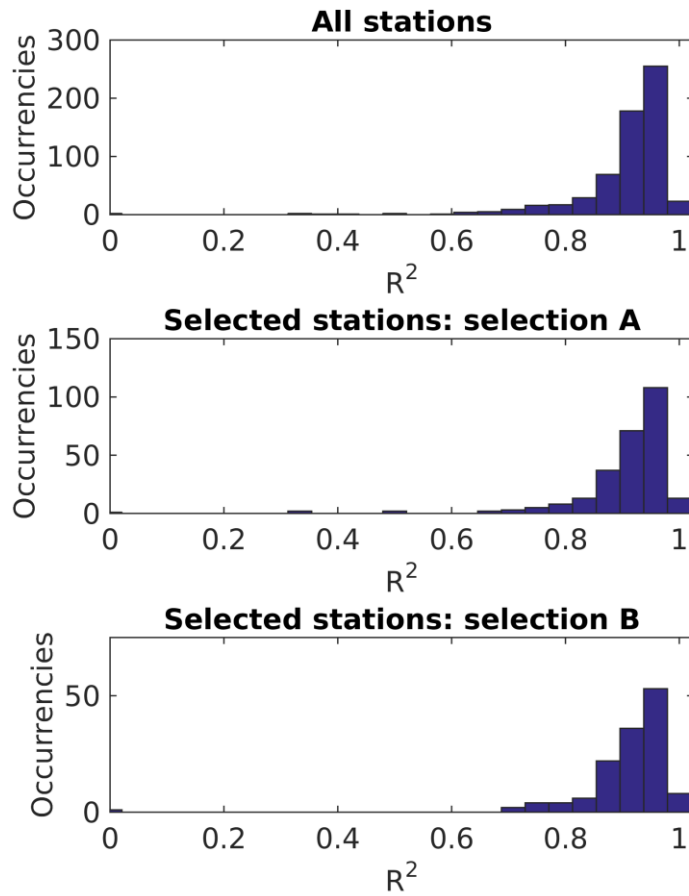 All stations
300
200
100
0
Occurrencies
0 0.2 0.4 0.6 0.8 1
R²
Selected stations: selection A
150
100
50
0
Occurrencies
0 0.2 0.4 0.6 0.8 1
R²
Selected stations: selection B
50
0
Occurrencies
0 0.2 0.4 0.6 0.8 1
R²